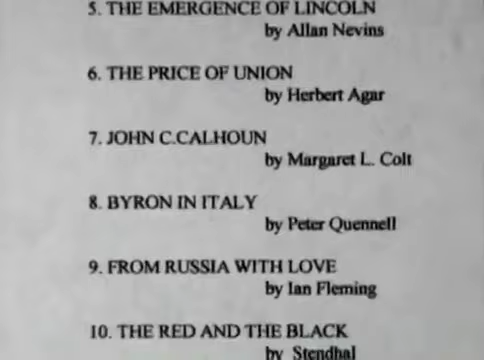 5. THE EMERGENCE OF LINCOLN
by Allan Nevins
6. THE PRICE OF UNION
by Herbert Agar
7. JOHN C.CALHOUN
by Margaret L. Colt
8. BYRON IN ITALY
by Peter Quennell
9. FROM RUSSIA WITH LOVE
by Ian Fleming
10. THE RED AND THE BLACK
by Stendhal